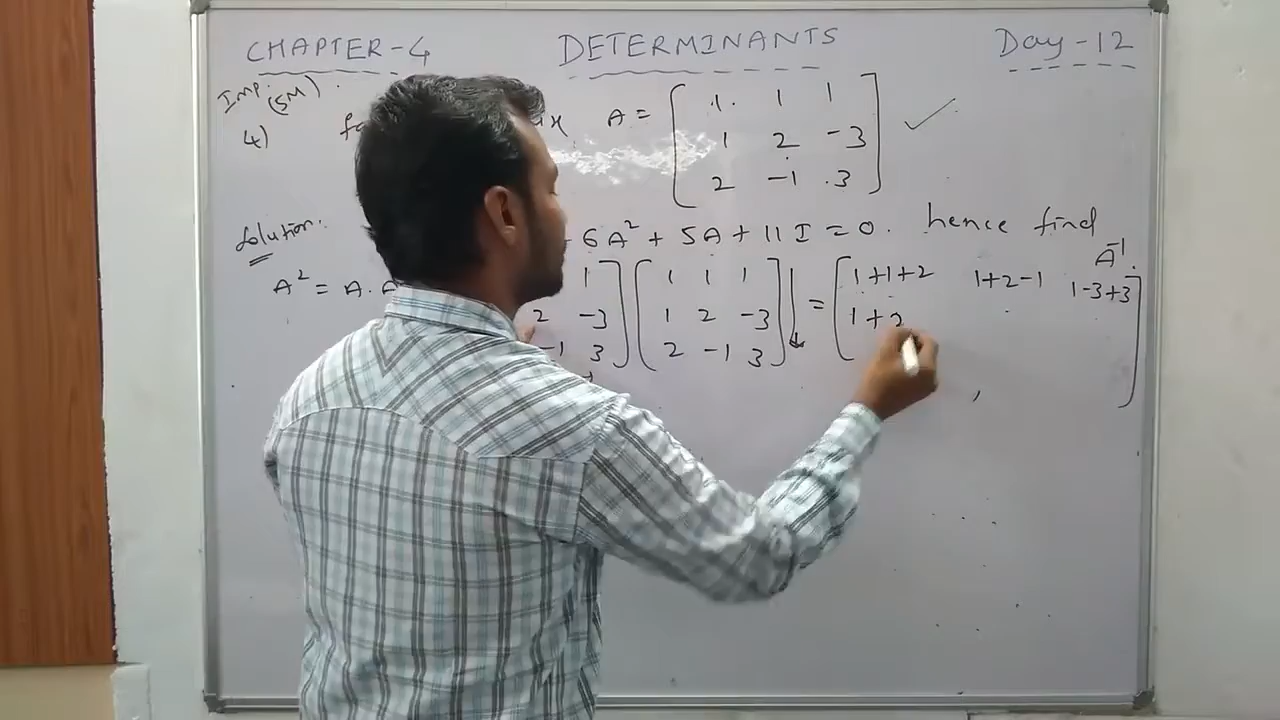 CHAPTER-4 DETERMINANTS Day-12
Imp. (5M)
4) A = [ 1 1 1
1 2 -3
2 -1 3 ] ✓
Solution: 6A² + 5A + 11I = 0. hence find A⁻¹.
A² = A.A 1 ] [ 1 1 1 ] = [ 1+1+2 1+2-1 1-3+3 ]
2 -3 1 2 -3 1+2
-1 3 2 -1 3